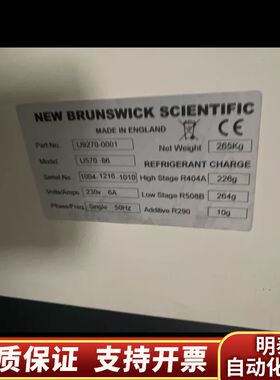 NEW BRUNSWICK SCIENTIFIC
MADE IN ENGLAND
CE
Part No. U9270-0001 Net Weight 265Kg
Model U570-86 REFRIGERANT CHARGE
Serial No. 1004-1216-1010 High Stage R404A 226g
Volts/Amps 230v 6A Low Stage R508B 264g
Phase/Freq. Single 50Hz Additive R290 10g
质保证 支持开票
明泰
自动化